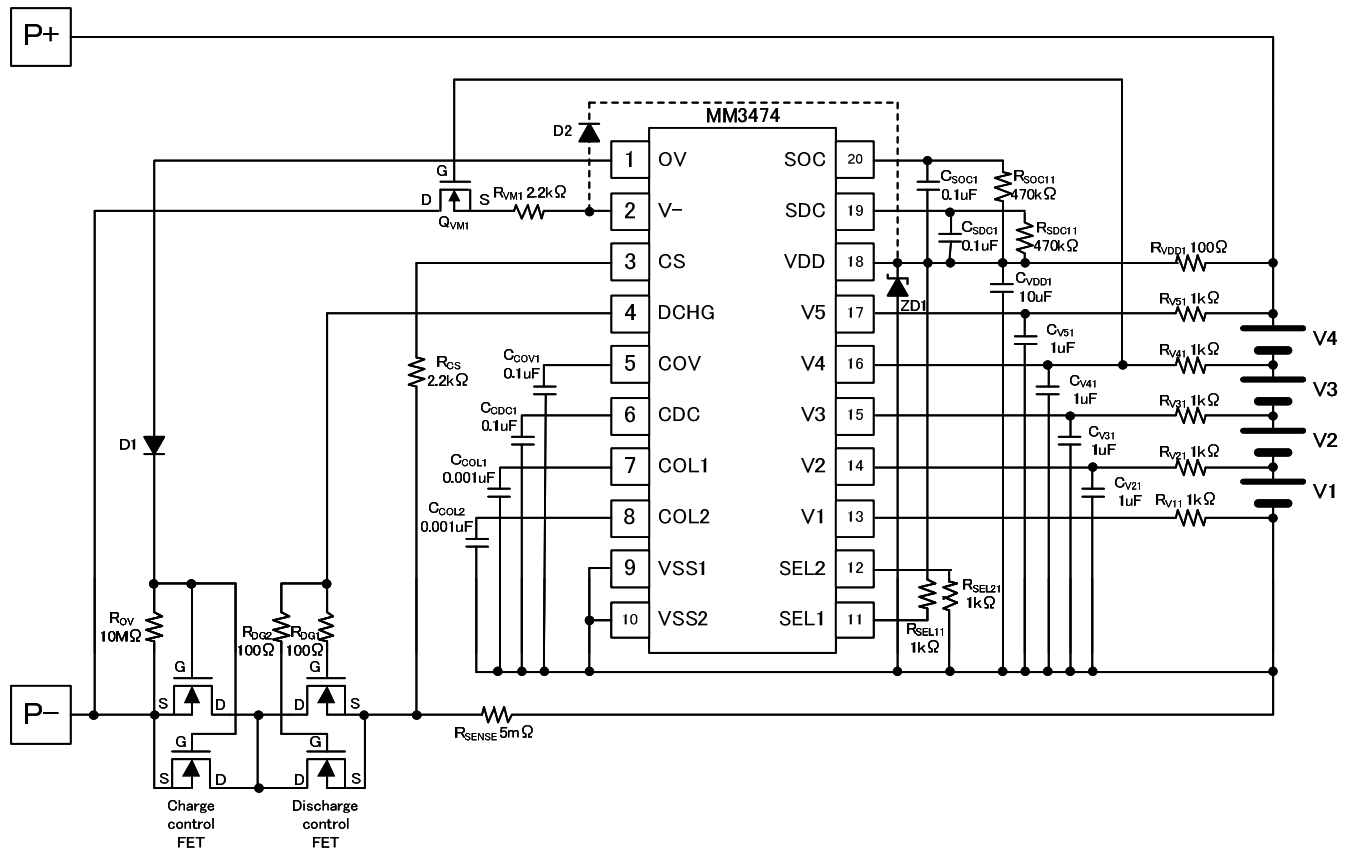 P+
MM3474
D2
1 OV
SOC 20
G
D
S
QVM1
RVM1 2.2kΩ
2 V-
SDC 19
CSOC1
0.1uF
RSOC11
470kΩ
3 CS
VDD 18
CSDC1
0.1uF
RSDC11
470kΩ
RVDD1 100Ω
4 DCHG
V5 17
ZD1
CVDD1
10uF
RV51 1kΩ
5 COV
V4 16
CV51
1uF
RV41 1kΩ
V4
RCS
2.2kΩ
CCOV1
0.1uF
6 CDC
V3 15
CV41
1uF
RV31 1kΩ
V3
CCDC1
0.1uF
D1
7 COL1
V2 14
CV31
1uF
RV21 1kΩ
V2
CCOL1
0.001uF
8 COL2
V1 13
CV21
1uF
RV11 1kΩ
V1
CCOL2
0.001uF
9 VSS1
SEL2 12
RSEL21
1kΩ
10 VSS2
SEL1 11
RSEL11
1kΩ
ROV
10MΩ
RDG2
100Ω
RDG1
100Ω
G
G
P-
S
D
D
S
RSENSE 5mΩ
G
G
S
D
D
S
Charge
control
FET
Discharge
control
FET